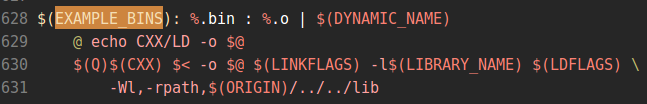 628 $(EXAMPLE_BINS): %.bin : %.o | $(DYNAMIC_NAME)
629     @ echo CXX/LD -o $@
630     $(Q)$(CXX) $< -o $@ $(LINKFLAGS) -l$(LIBRARY_NAME) $(LDFLAGS) \
631         -Wl,-rpath,$(ORIGIN)/../../lib